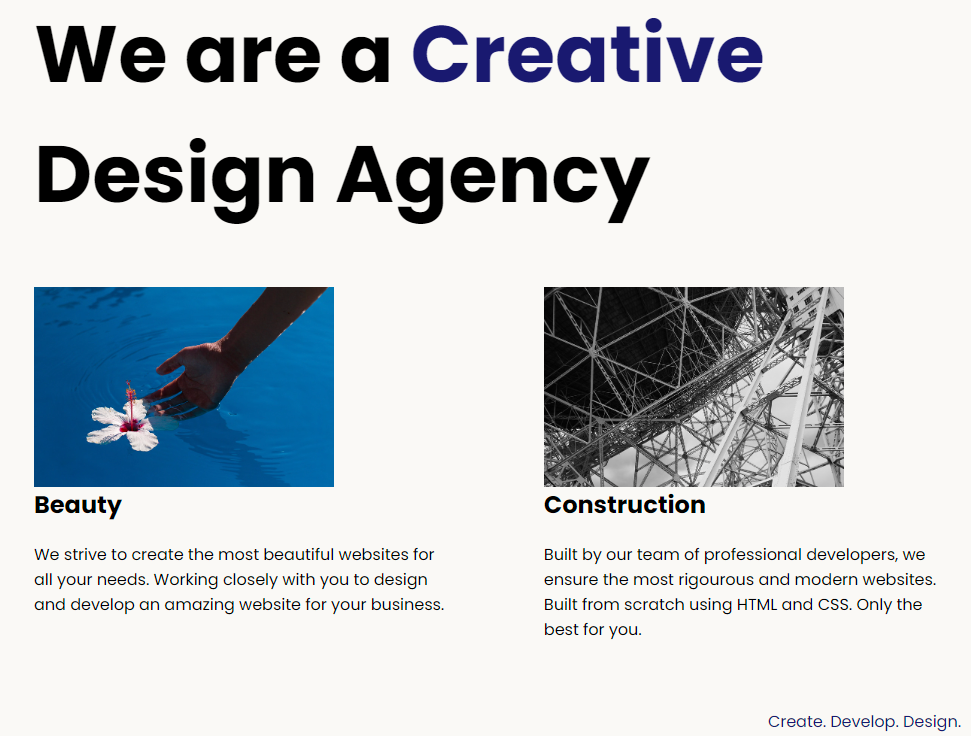 We are a Creative
Design Agency
Beauty
We strive to create the most beautiful websites for
all your needs. Working closely with you to design
and develop an amazing website for your business.
Construction
Built by our team of professional developers, we
ensure the most rigourous and modern websites.
Built from scratch using HTML and CSS. Only the
best for you.
Create. Develop. Design.